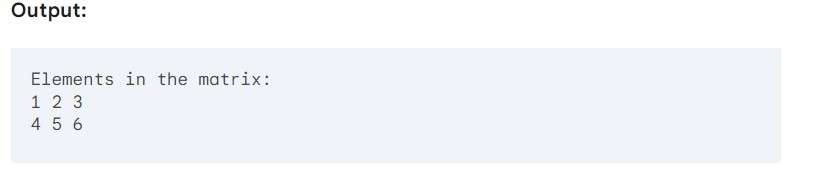 Output:
Elements in the matrix:
1 2 3
4 5 6